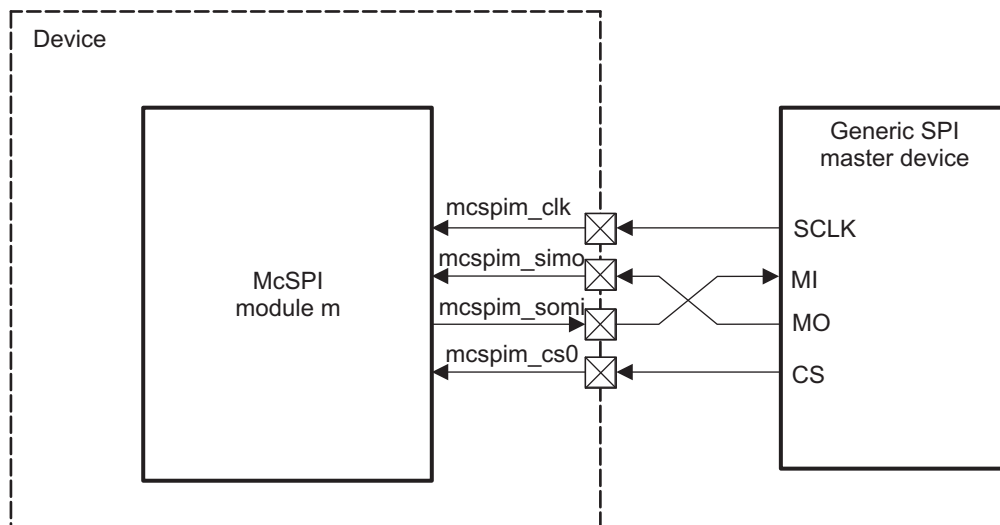 Device
Generic SPI
master device
mcspim_clk
SCLK
mcspim_simo
MI
McSPI
module m
mcspim_somi
MO
mcspim_cs0
CS